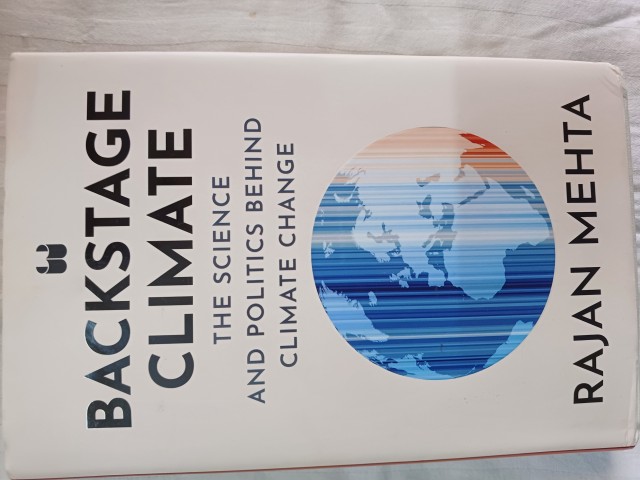 BACKSTAGE
CLIMATE
THE SCIENCE
AND POLITICS BEHIND
CLIMATE CHANGE
RAJAN MEHTA